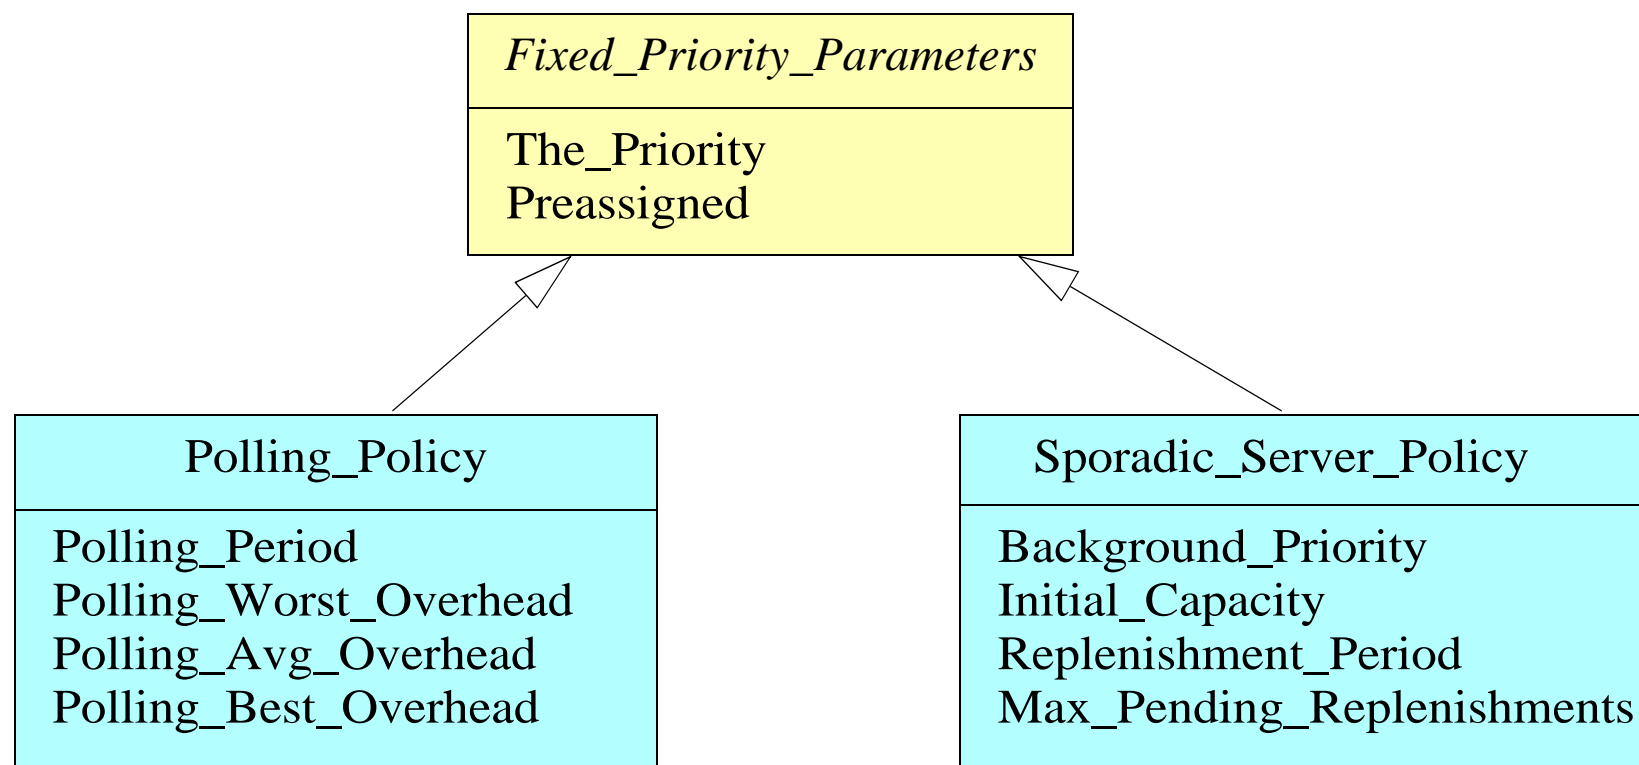 Fixed_Priority_Parameters
The_Priority
Preassigned
Polling_Policy
Polling_Period
Polling_Worst_Overhead
Polling_Avg_Overhead
Polling_Best_Overhead
Sporadic_Server_Policy
Background_Priority
Initial_Capacity
Replenishment_Period
Max_Pending_Replenishments